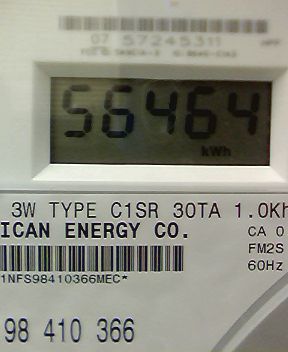 07 57245311
56464
kWh
3W TYPE C1SR 30TA 1.0Kh
ICAN ENERGY CO.
CA 0
FM2S
60Hz
1NFS98410366MEC*
98 410 366